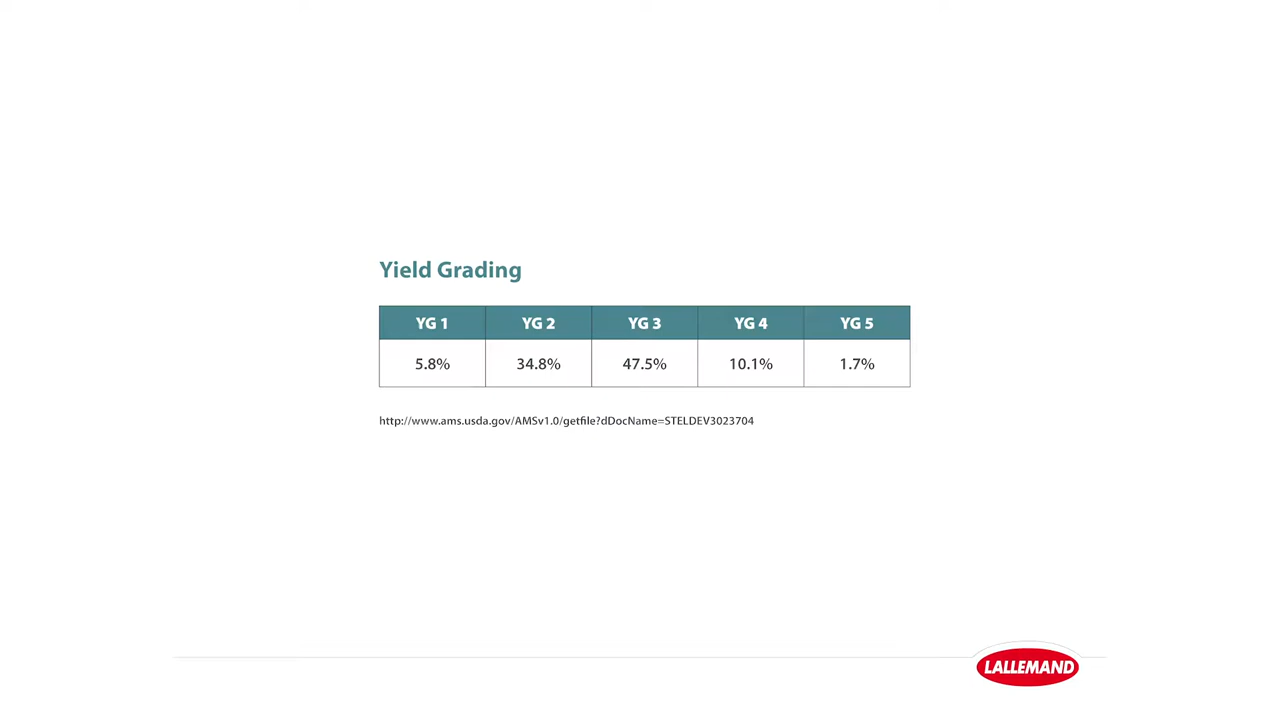 Yield Grading
YG 1 YG 2 YG 3 YG 4 YG 5
5.8% 34.8% 47.5% 10.1% 1.7%
http://www.ams.usda.gov/AMSv1.0/getfile?dDocName=STELDEV3023704
LALLEMAND